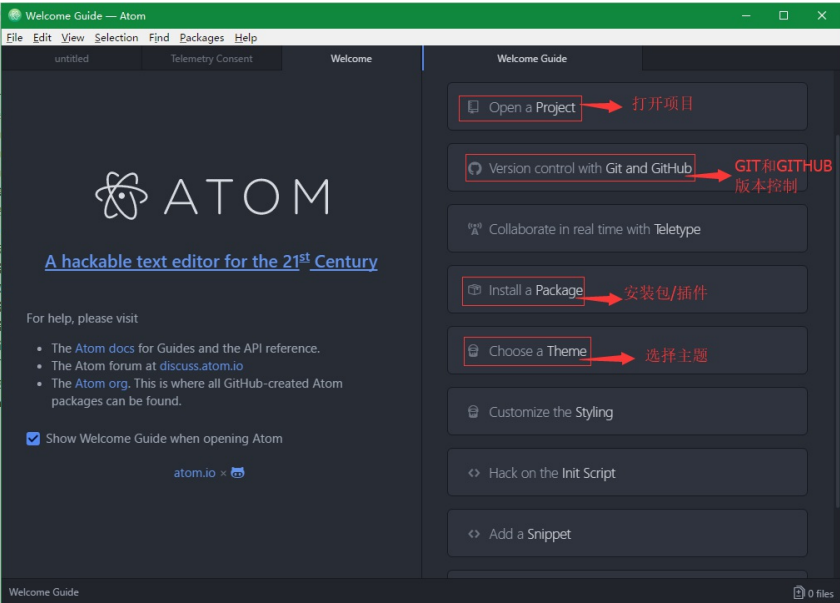 Welcome Guide — Atom
File Edit View Selection Find Packages Help
untitled
Telemetry Consent
Welcome
Welcome Guide
ATOM
A hackable text editor for the 21st Century
For help, please visit
The Atom docs for Guides and the API reference.
The Atom forum at discuss.atom.io
The Atom org. This is where all GitHub-created Atom
packages can be found.
Show Welcome Guide when opening Atom
atom.io ×
Open a Project
打开项目
Version control with Git and GitHub
GIT和GITHUB
版本控制
Collaborate in real time with Teletype
Install a Package
安装包/插件
Choose a Theme
选择主题
Customize the Styling
Hack on the Init Script
Add a Snippet
Welcome Guide
0 files